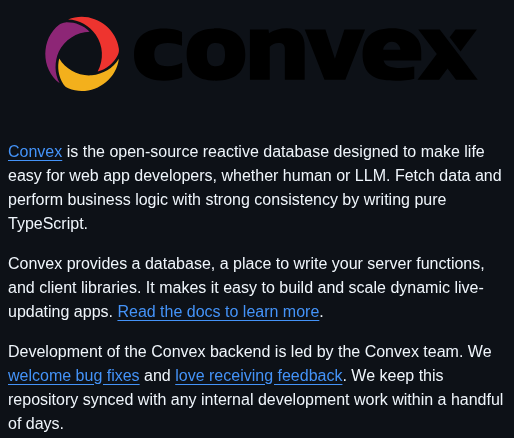 convex
Convex is the open-source reactive database designed to make life
easy for web app developers, whether human or LLM. Fetch data and
perform business logic with strong consistency by writing pure
TypeScript.
Convex provides a database, a place to write your server functions,
and client libraries. It makes it easy to build and scale dynamic live-
updating apps. Read the docs to learn more.
Development of the Convex backend is led by the Convex team. We
welcome bug fixes and love receiving feedback. We keep this
repository synced with any internal development work within a handful
of days.